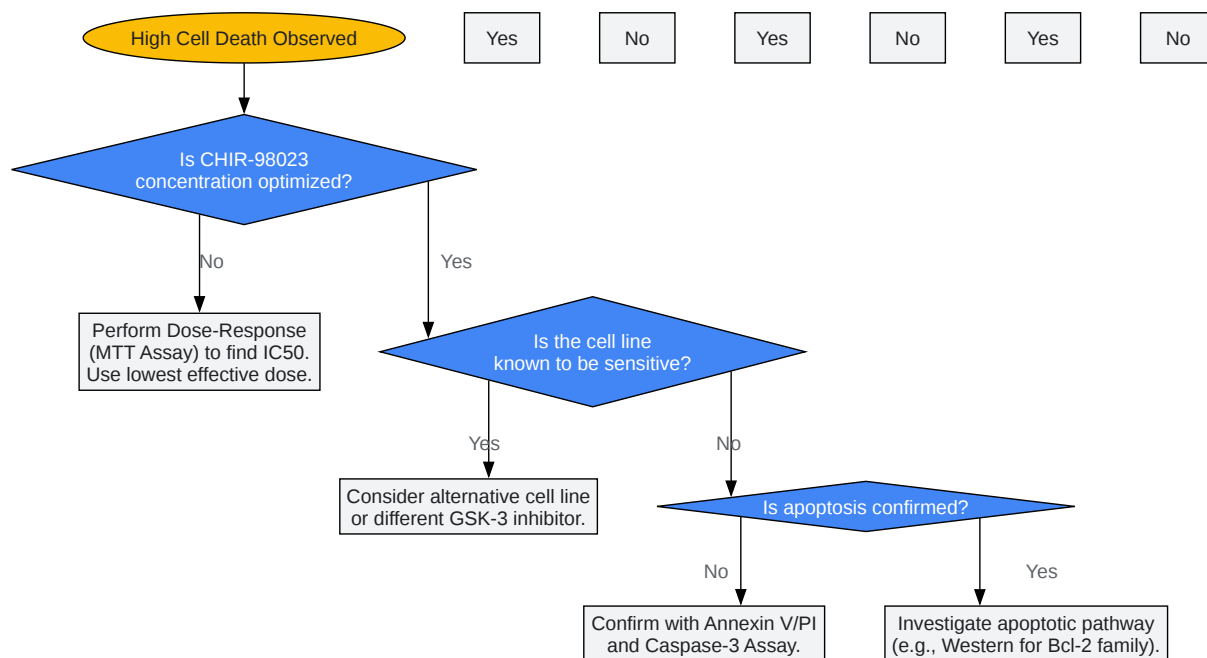 High Cell Death Observed
Yes
No
Yes
No
Yes
No
Is CHIR-98023
concentration optimized?
No
Yes
Perform Dose-Response
(MTT Assay) to find IC50.
Use lowest effective dose.
Is the cell line
known to be sensitive?
Yes
No
Consider alternative cell line
or different GSK-3 inhibitor.
Is apoptosis confirmed?
No
Yes
Confirm with Annexin V/PI
and Caspase-3 Assay.
Investigate apoptotic pathway
(e.g., Western for Bcl-2 family).